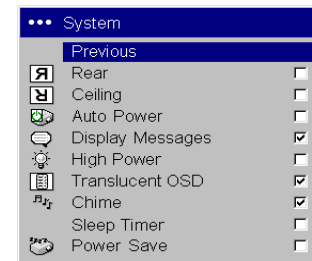 ••• System
Previous
Rear
Ceiling
Auto Power
Display Messages
High Power
Translucent OSD
Chime
Sleep Timer
Power Save